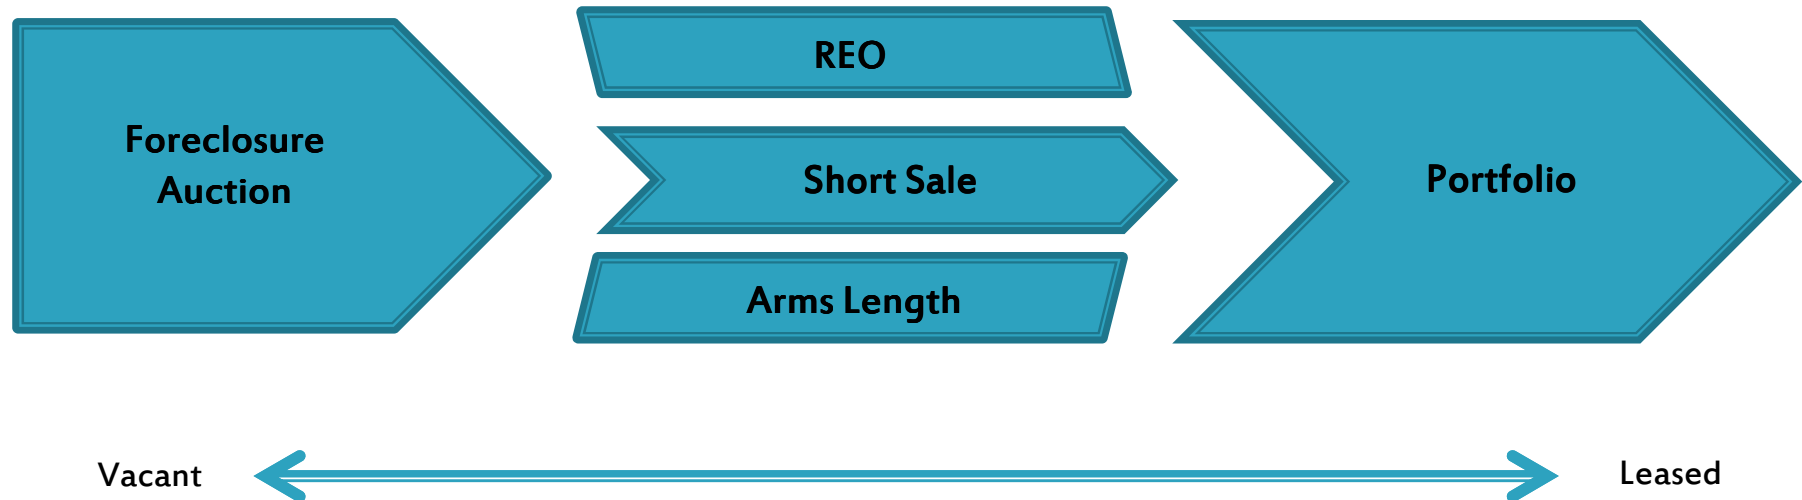 Foreclosure
Auction
REO
Short Sale
Arms Length
Portfolio
Vacant
Leased